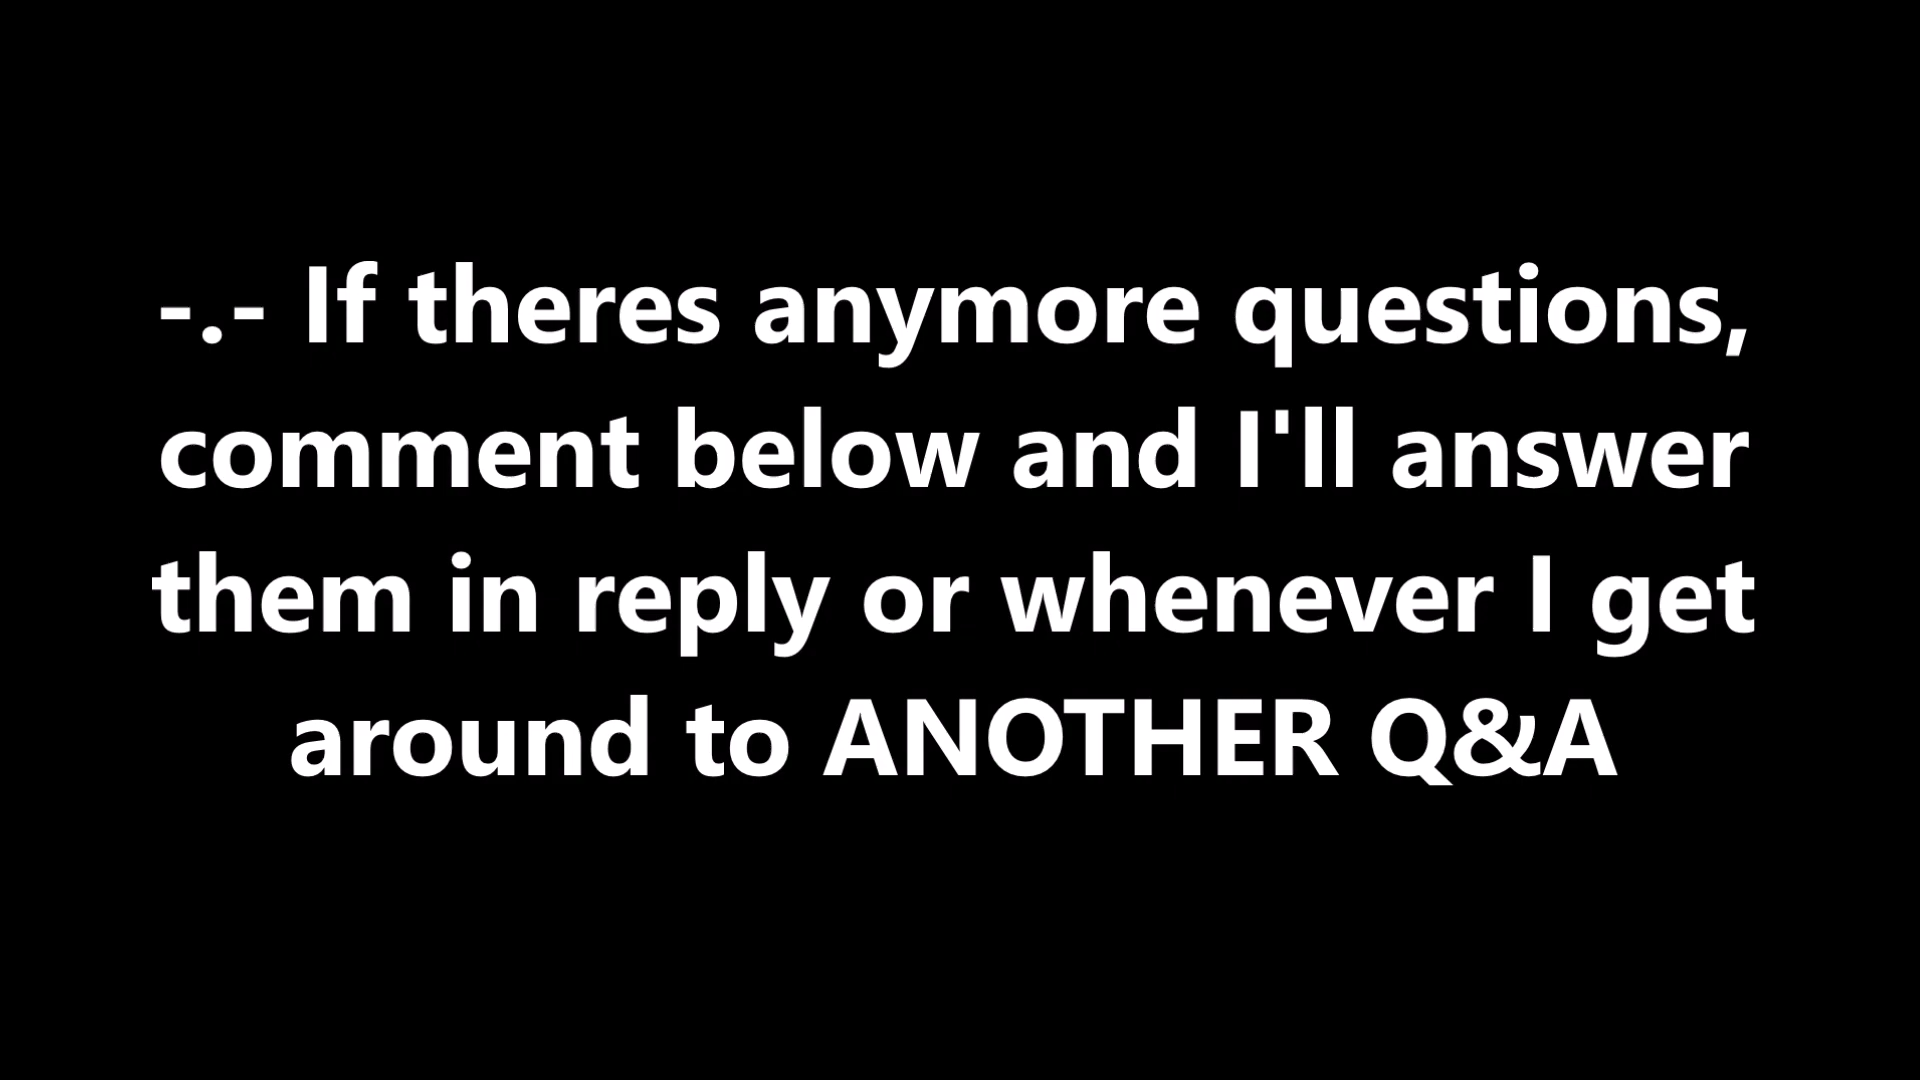 -.- If theres anymore questions,
comment below and I'll answer
them in reply or whenever I get
around to ANOTHER Q&A